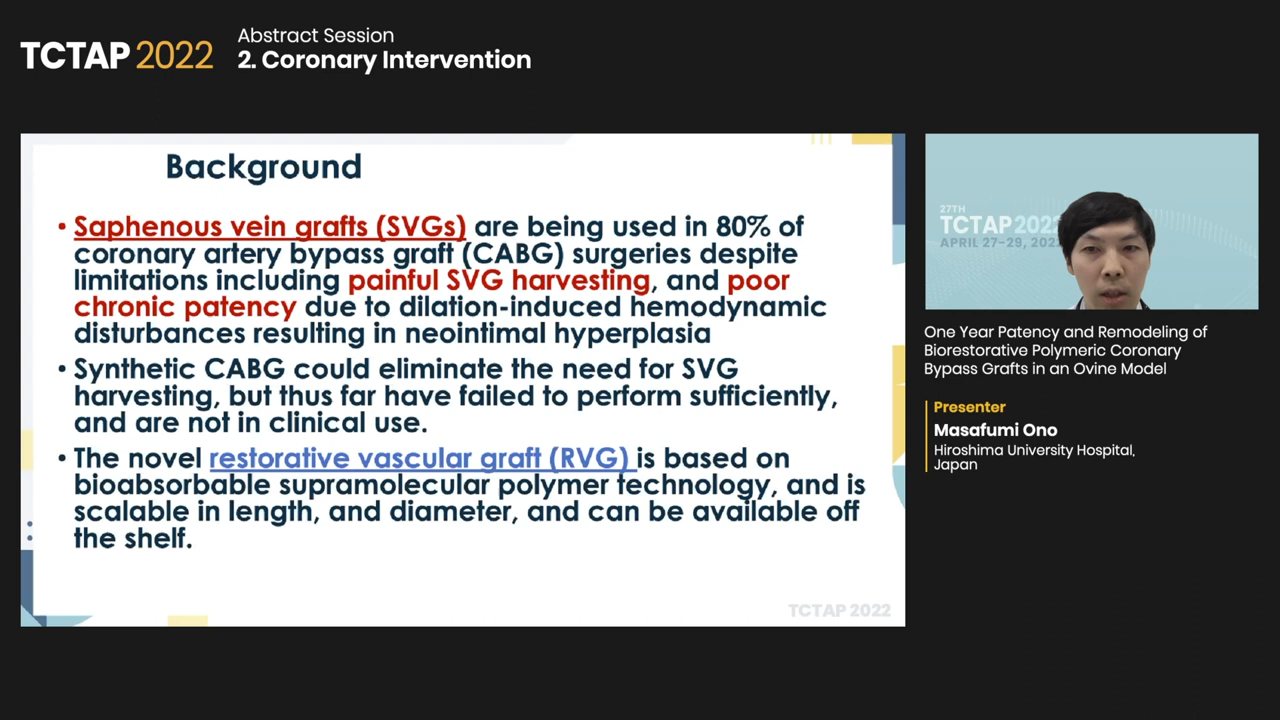 TCTAP 2022
Abstract Session
2. Coronary Intervention
Background
• Saphenous vein grafts (SVGs) are being used in 80% of
coronary artery bypass graft (CABG) surgeries despite
limitations including painful SVG harvesting, and poor
chronic patency due to dilation-induced hemodynamic
disturbances resulting in neointimal hyperplasia
• Synthetic CABG could eliminate the need for SVG
harvesting, but thus far have failed to perform sufficiently,
and are not in clinical use.
• The novel restorative vascular graft (RVG) is based on
bioabsorbable supramolecular polymer technology, and is
scalable in length, and diameter, and can be available off
the shelf.
TCTAP 2022
27TH
TCTAP 2022
APRIL 27-29, 2022
One Year Patency and Remodeling of
Biorestorative Polymeric Coronary
Bypass Grafts in an Ovine Model
Presenter
Masafumi Ono
Hiroshima University Hospital,
Japan